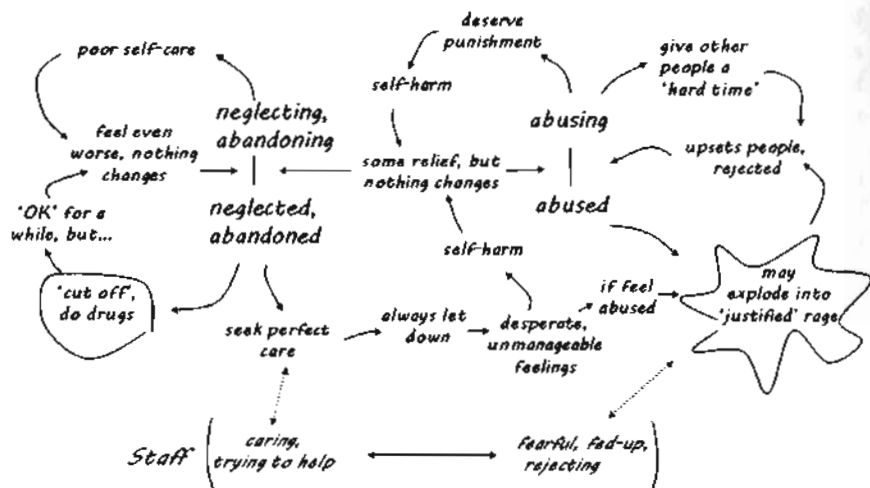 deserve
punishment
poor self-care
give other
people a
'hard time'
self-harm
neglecting,
abandoning
abusing
feel even
worse, nothing
changes
some relief, but
nothing changes
upsets people,
rejected
neglected,
abandoned
abused
'OK' for a
while, but...
self-harm
'cut off',
do drugs
if feel
abused
may
explode into
'justified' rage
seek perfect
care
always let
down
desperate,
unmanageable
feelings
Staff
caring,
trying to help
fearful, fed-up,
rejecting